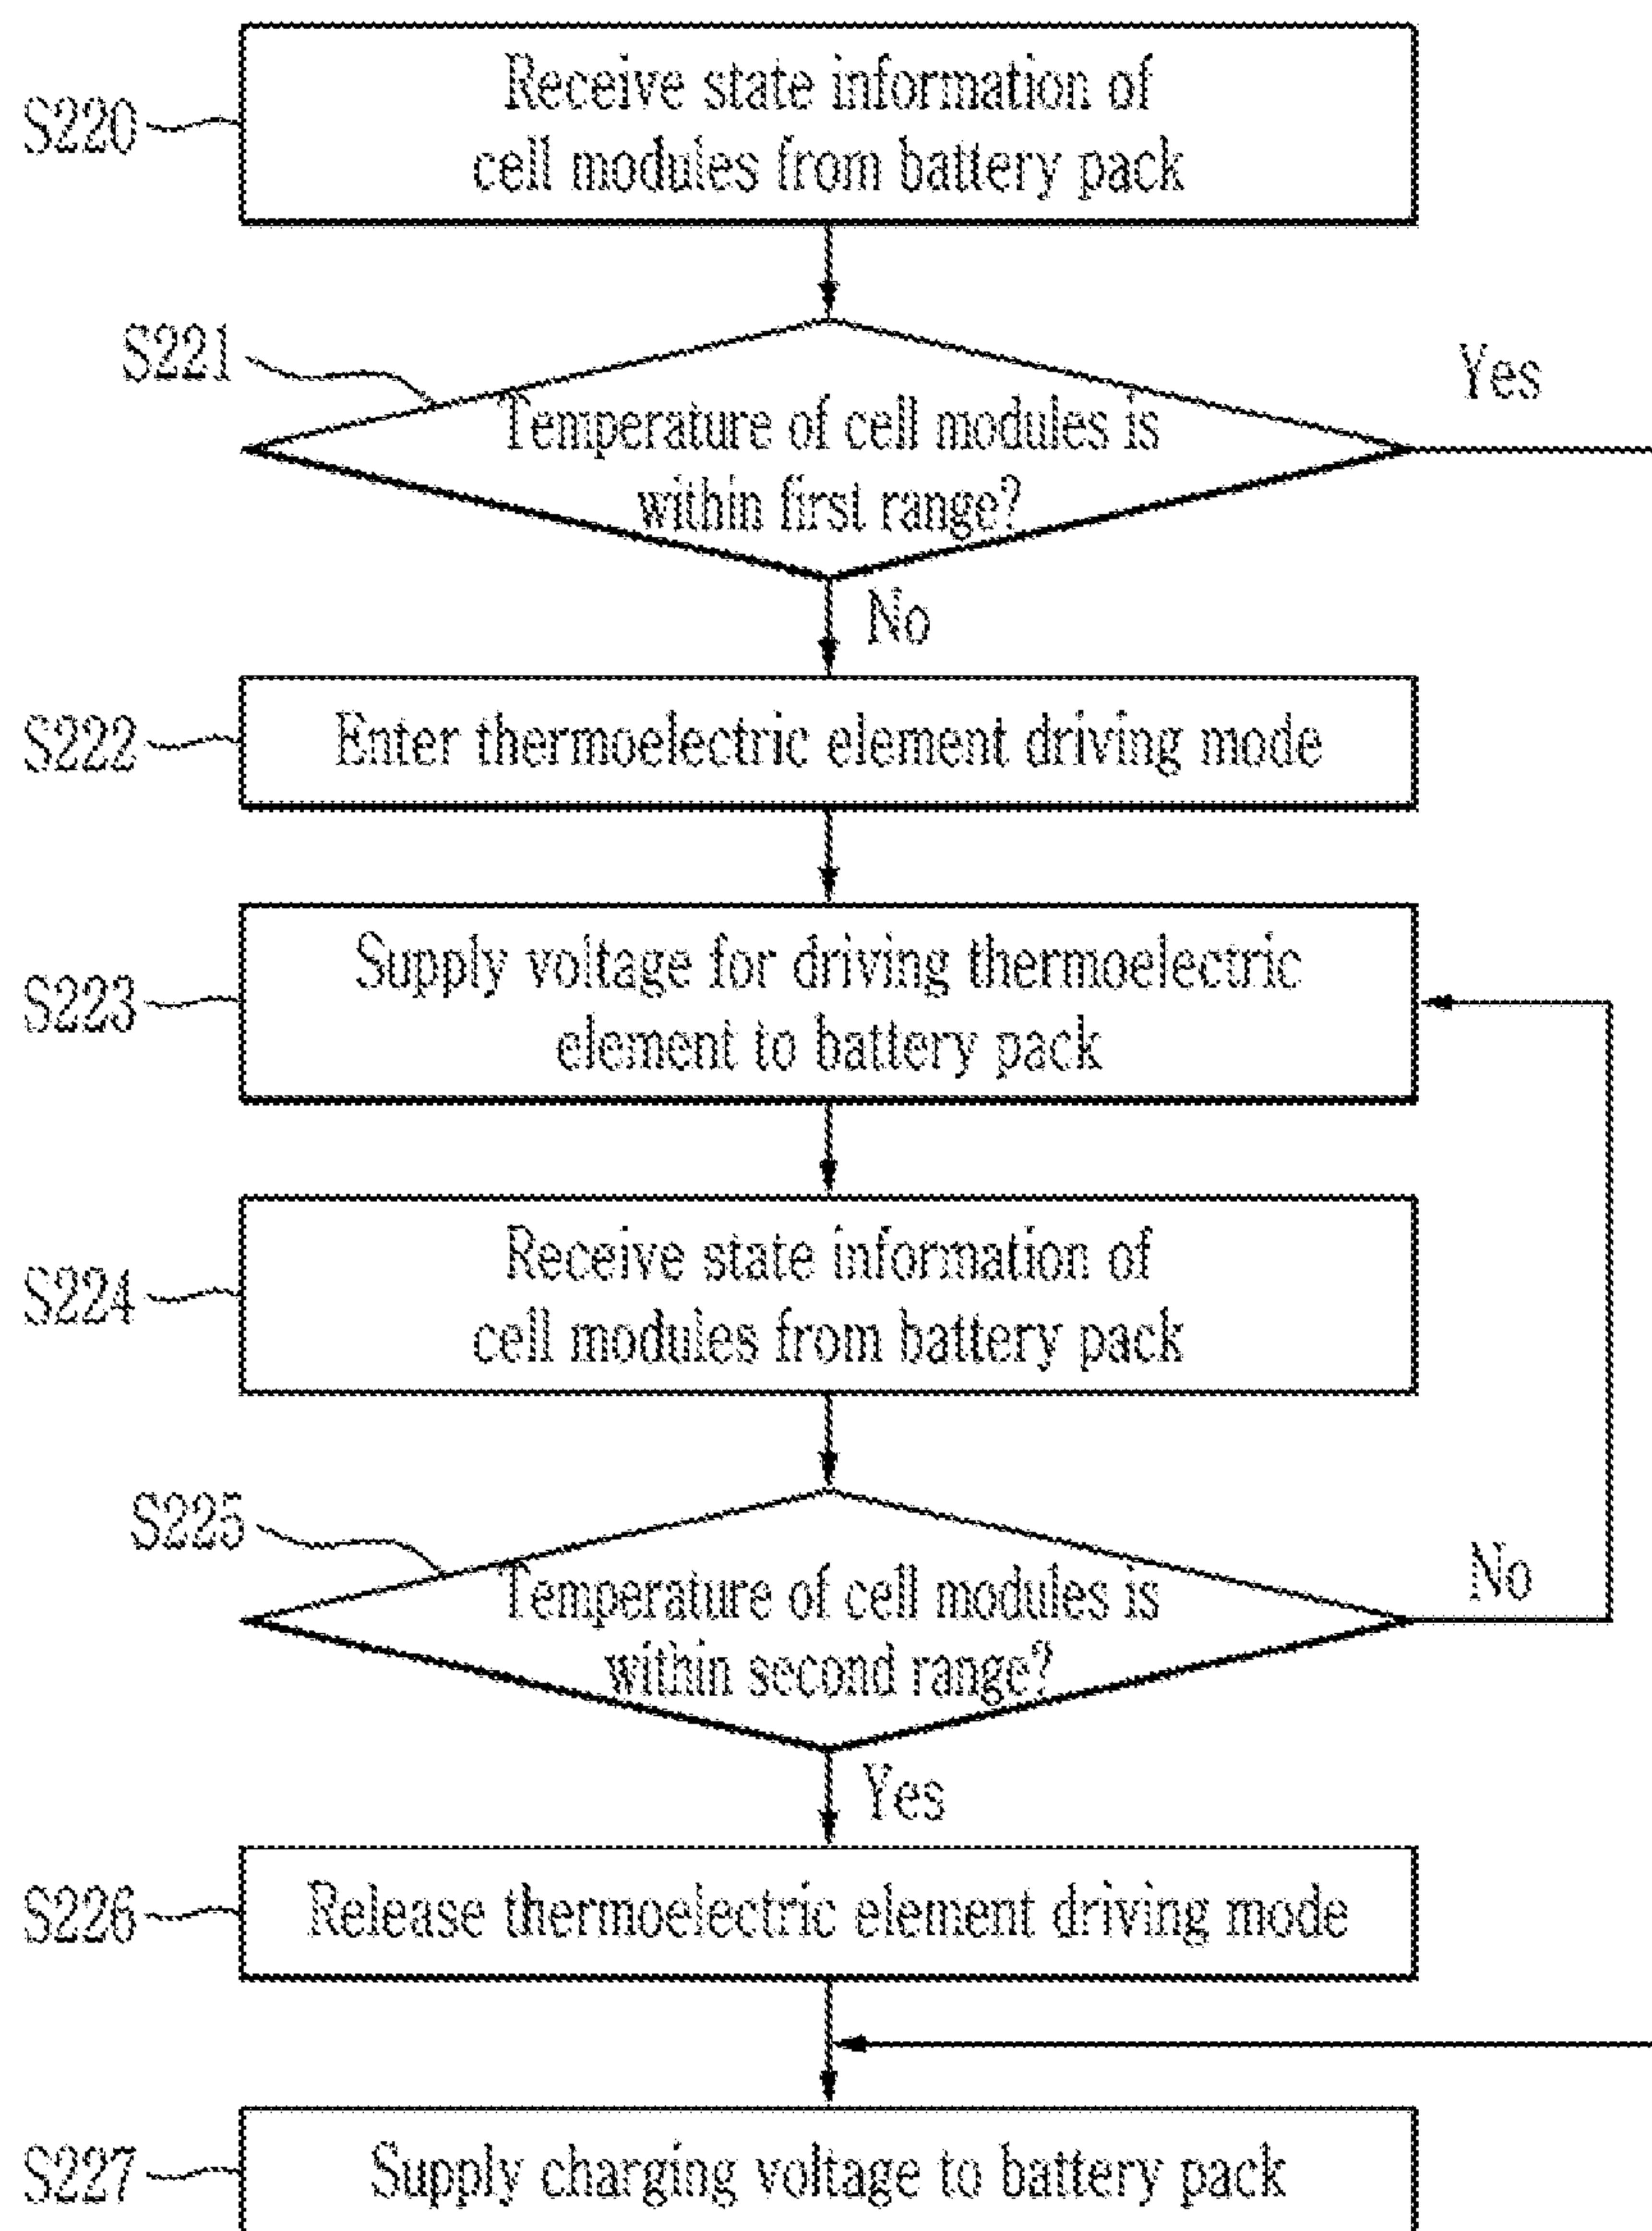 S220
Receive state information of
cell modules from battery pack
S221
Temperature of cell modules is
within first range?
Yes
No
S222
Enter thermoelectric element driving mode
S223
Supply voltage for driving thermoelectric
element to battery pack
S224
Receive state information of
cell modules from battery pack
S225
Temperature of cell modules is
within second range?
No
Yes
S226
Release thermoelectric element driving mode
S227
Supply charging voltage to battery pack